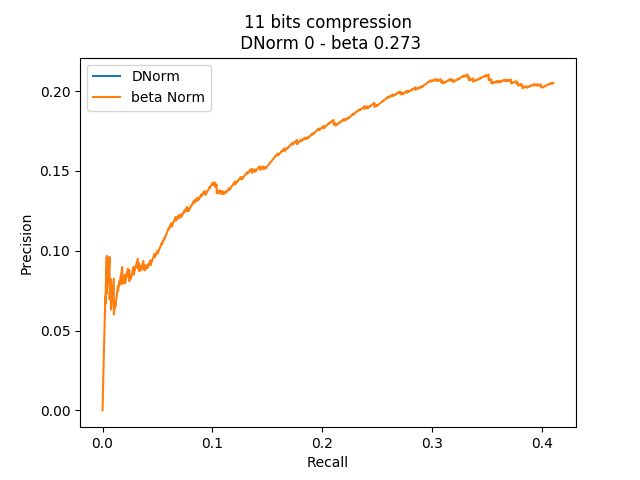 11 bits compression
DNorm 0 - beta 0.273
DNorm
beta Norm
0.20
0.15
0.10
0.05
0.00
Precision
0.0 0.1 0.2 0.3 0.4
Recall